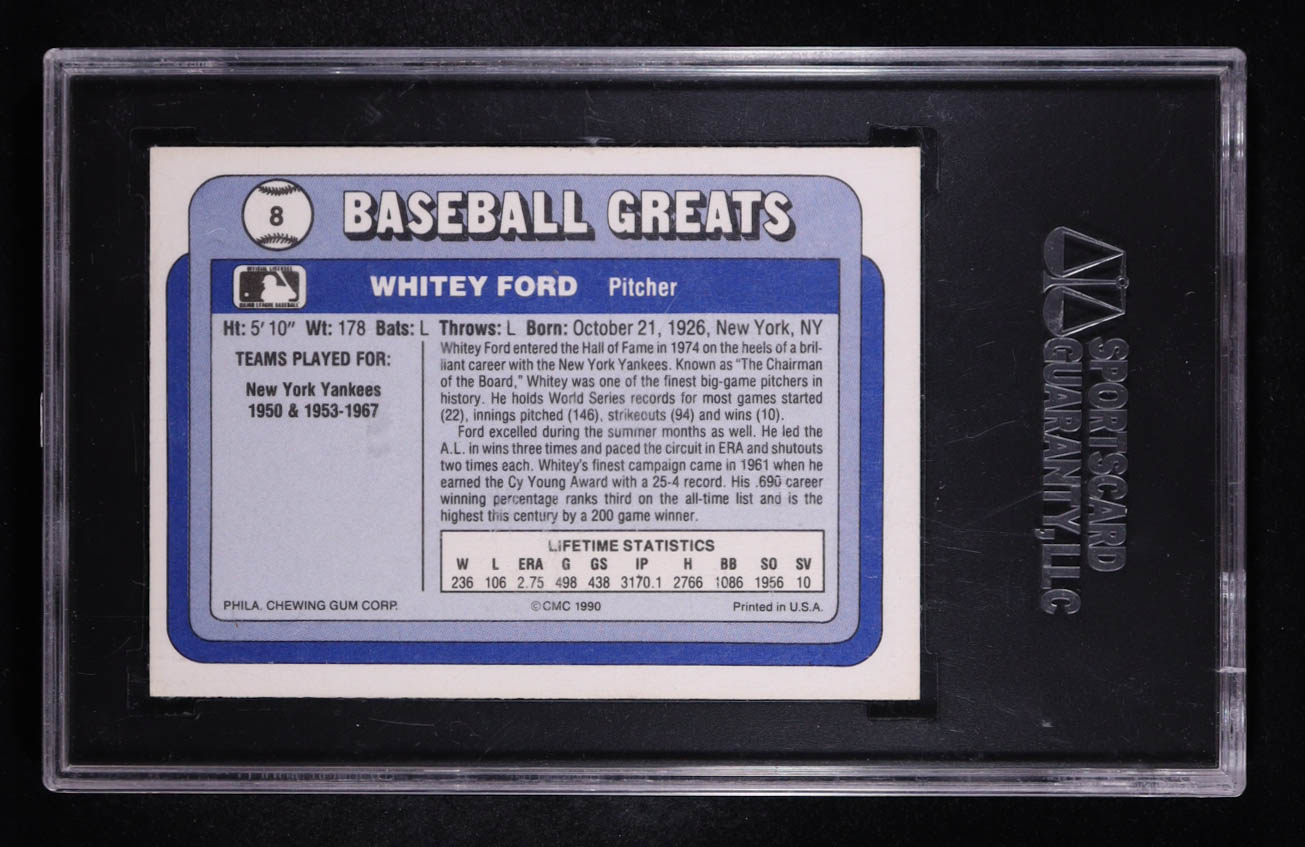 8
BASEBALL GREATS
OFFICIAL LICENSEE
MAJOR LEAGUE BASEBALL
WHITEY FORD Pitcher
Ht: 5' 10" Wt: 178 Bats: L Throws: L Born: October 21, 1926, New York, NY
TEAMS PLAYED FOR:
New York Yankees
1950 & 1953-1967
Whitey Ford entered the Hall of Fame in 1974 on the heels of a bril-
liant career with the New York Yankees. Known as "The Chairman
of the Board," Whitey was one of the finest big-game pitchers in
history. He holds World Series records for most games started
(22), innings pitched (146), strikeouts (94) and wins (10).
Ford excelled during the summer months as well. He led the
A.L. in wins three times and paced the circuit in ERA and shutouts
two times each. Whitey's finest campaign came in 1961 when he
earned the Cy Young Award with a 25-4 record. His .690 career
winning percentage ranks third on the all-time list and is the
highest this century by a 200 game winner.
LIFETIME STATISTICS
W L ERA G GS IP H BB SO SV
236 106 2.75 498 438 3170.1 2766 1086 1956 10
PHILA. CHEWING GUM CORP. ©CMC 1990 Printed in U.S.A.
SPORTSCARD
GUARANTY, LLC